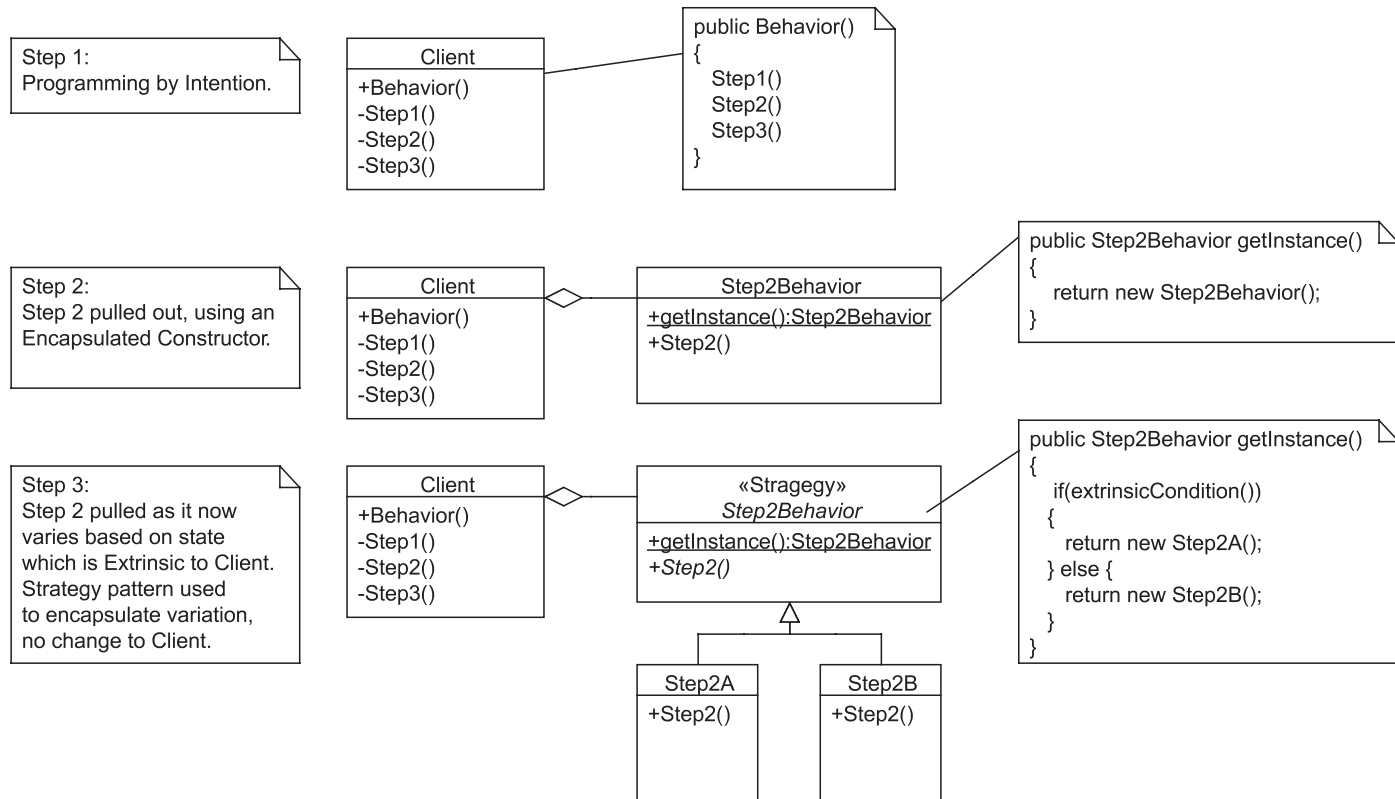 Step 1:
Programming by Intention.
Client
+Behavior()
-Step1()
-Step2()
-Step3()
public Behavior()
{
Step1()
Step2()
Step3()
}
Step 2:
Step 2 pulled out, using an
Encapsulated Constructor.
Client
+Behavior()
-Step1()
-Step2()
-Step3()
Step2Behavior
+getInstance():Step2Behavior
+Step2()
public Step2Behavior getInstance()
{
return new Step2Behavior();
}
Step 3:
Step 2 pulled as it now
varies based on state
which is Extrinsic to Client.
Strategy pattern used
to encapsulate variation,
no change to Client.
Client
+Behavior()
-Step1()
-Step2()
-Step3()
«Stragegy»
Step2Behavior
+getInstance():Step2Behavior
+Step2()
public Step2Behavior getInstance()
{
if(extrinsicCondition())
{
return new Step2A();
} else {
return new Step2B();
}
}
Step2A
+Step2()
Step2B
+Step2()